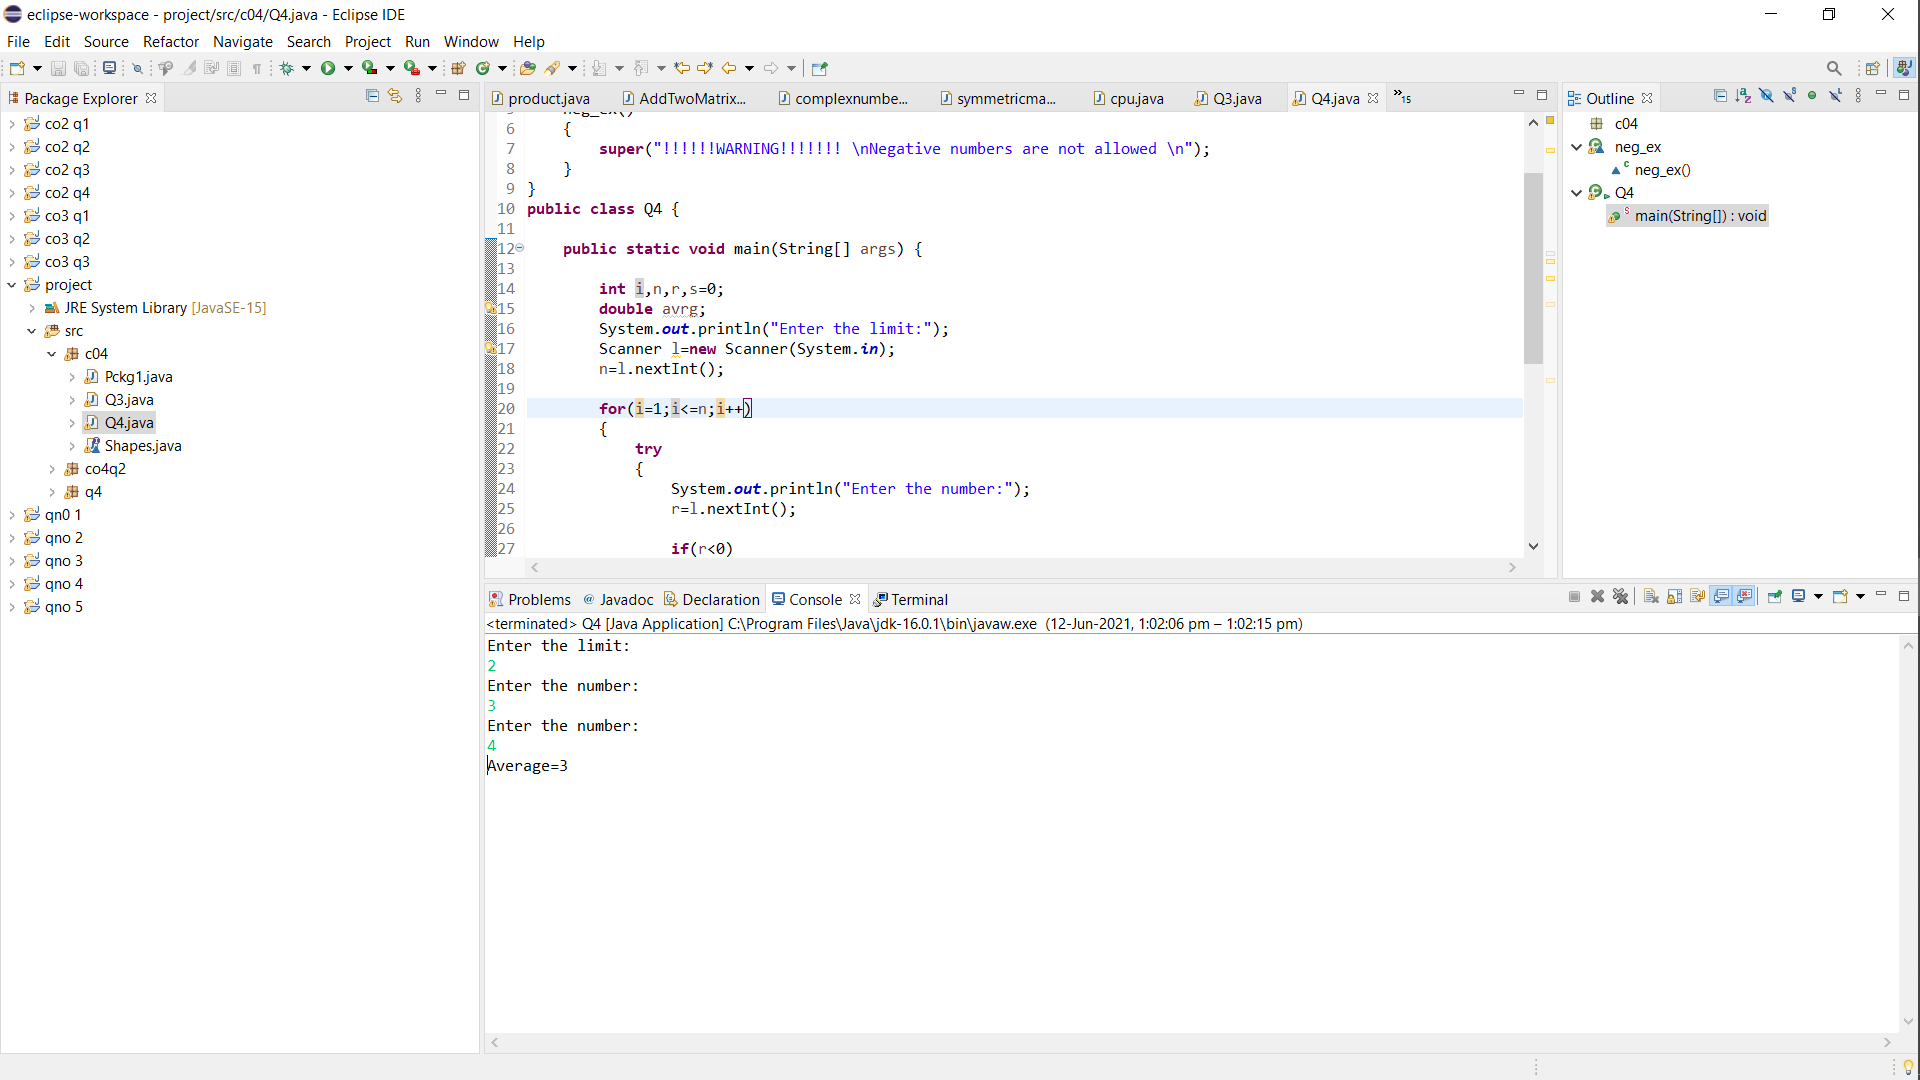 eclipse-workspace - project/src/c04/Q4.java - Eclipse IDE
File Edit Source Refactor Navigate Search Project Run Window Help
Package Explorer
co2 q1
co2 q2
co2 q3
co2 q4
co3 q1
co3 q2
co3 q3
project
JRE System Library [JavaSE-15]
src
c04
Pckg1.java
Q3.java
Q4.java
Shapes.java
co4q2
q4
qn0 1
qno 2
qno 3
qno 4
qno 5
product.java AddTwoMatrix... complexnumbe... symmetricma... cpu.java Q3.java Q4.java »15
6 {
7 super("!!!!!!WARNING!!!!!!! \nNegative numbers are not allowed \n");
8 }
9 }
10 public class Q4 {
11
12 public static void main(String[] args) {
13
14 int i,n,r,s=0;
15 double avrg;
16 System.out.println("Enter the limit:");
17 Scanner l=new Scanner(System.in);
18 n=l.nextInt();
19
20 for(i=1;i<=n;i++)
21 {
22 try
23 {
24 System.out.println("Enter the number:");
25 r=l.nextInt();
26
27 if(r<0)
Outline
c04
neg_ex
neg_ex()
Q4
main(String[]) : void
Problems @ Javadoc Declaration Console Terminal
<terminated> Q4 [Java Application] C:\Program Files\Java\jdk-16.0.1\bin\javaw.exe (12-Jun-2021, 1:02:06 pm – 1:02:15 pm)
Enter the limit:
2
Enter the number:
3
Enter the number:
4
Average=3